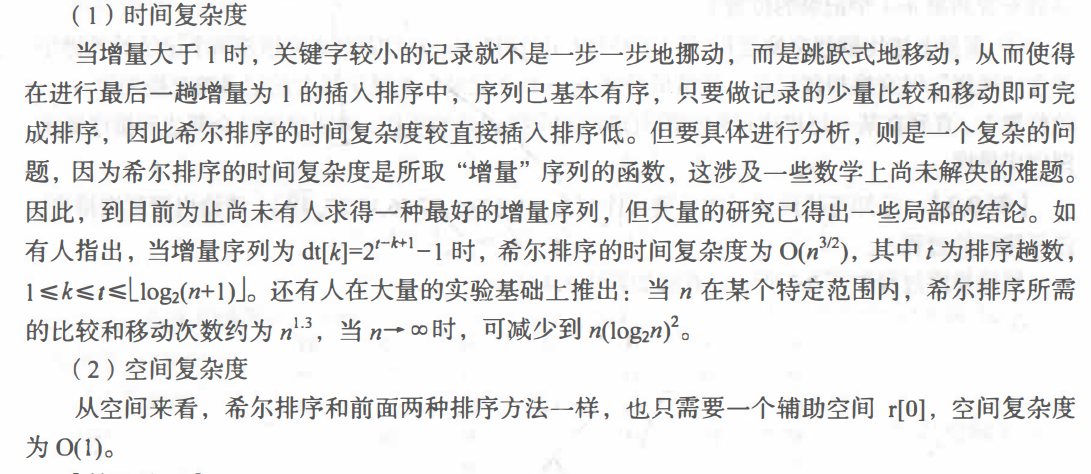 （1）时间复杂度
当增量大于 1 时，关键字较小的记录就不是一步一步地挪动，而是跳跃式地移动，从而使得
在进行最后一趟增量为 1 的插入排序中，序列已基本有序，只要做记录的少量比较和移动即可完
成排序，因此希尔排序的时间复杂度较直接插入排序低。但要具体进行分析，则是一个复杂的问
题，因为希尔排序的时间复杂度是所取“增量”序列的函数，这涉及一些数学上尚未解决的难题。
因此，到目前为止尚未有人求得一种最好的增量序列，但大量的研究已得出一些局部的结论。如
有人指出，当增量序列为 dt[k]=2^{t−k+1}−1 时，希尔排序的时间复杂度为 O(n^{3/2})，其中 t 为排序趟数，
1≤k≤t≤⌊log₂(n+1)⌋。还有人在大量的实验基础上推出：当 n 在某个特定范围内，希尔排序所需
的比较和移动次数约为 n^{1.3}，当 n→∞时，可减少到 n(log₂n)²。
（2）空间复杂度
从空间来看，希尔排序和前面两种排序方法一样，也只需要一个辅助空间 r[0]，空间复杂度
为 O(1)。